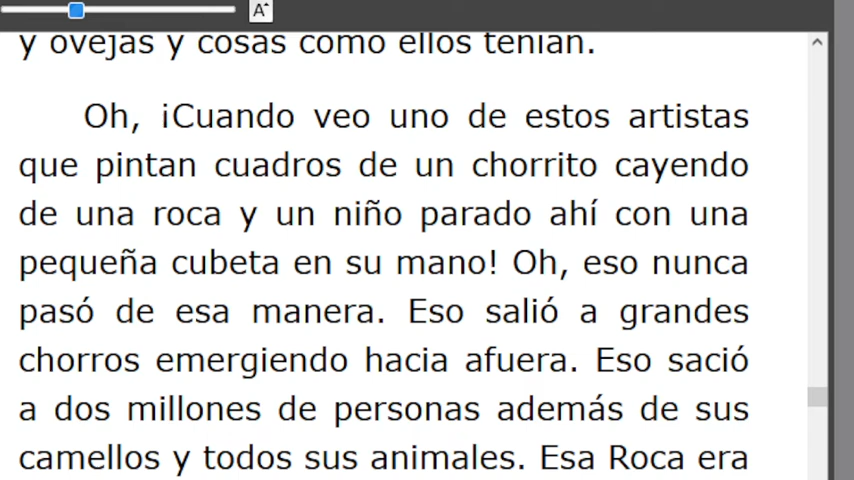 A
y ovejas y cosas como ellos tenían.
Oh, ¡Cuando veo uno de estos artistas
que pintan cuadros de un chorrito cayendo
de una roca y un niño parado ahí con una
pequeña cubeta en su mano! Oh, eso nunca
pasó de esa manera. Eso salió a grandes
chorros emergiendo hacia afuera. Eso sació
a dos millones de personas además de sus
camellos y todos sus animales. Esa Roca era